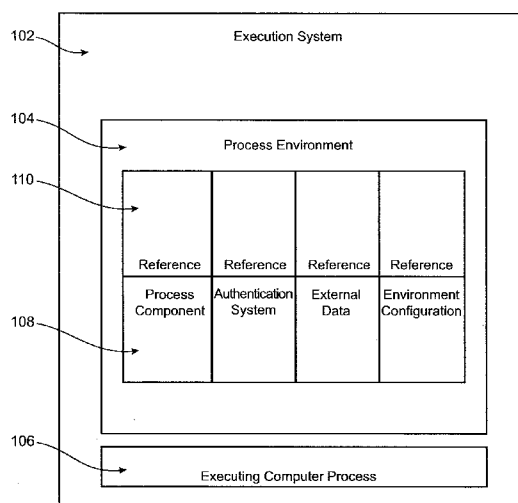 102
Execution System
104
Process Environment
110
Reference Reference Reference Reference
Process Component
Authentication System
External Data
Environment Configuration
108
106
Executing Computer Process